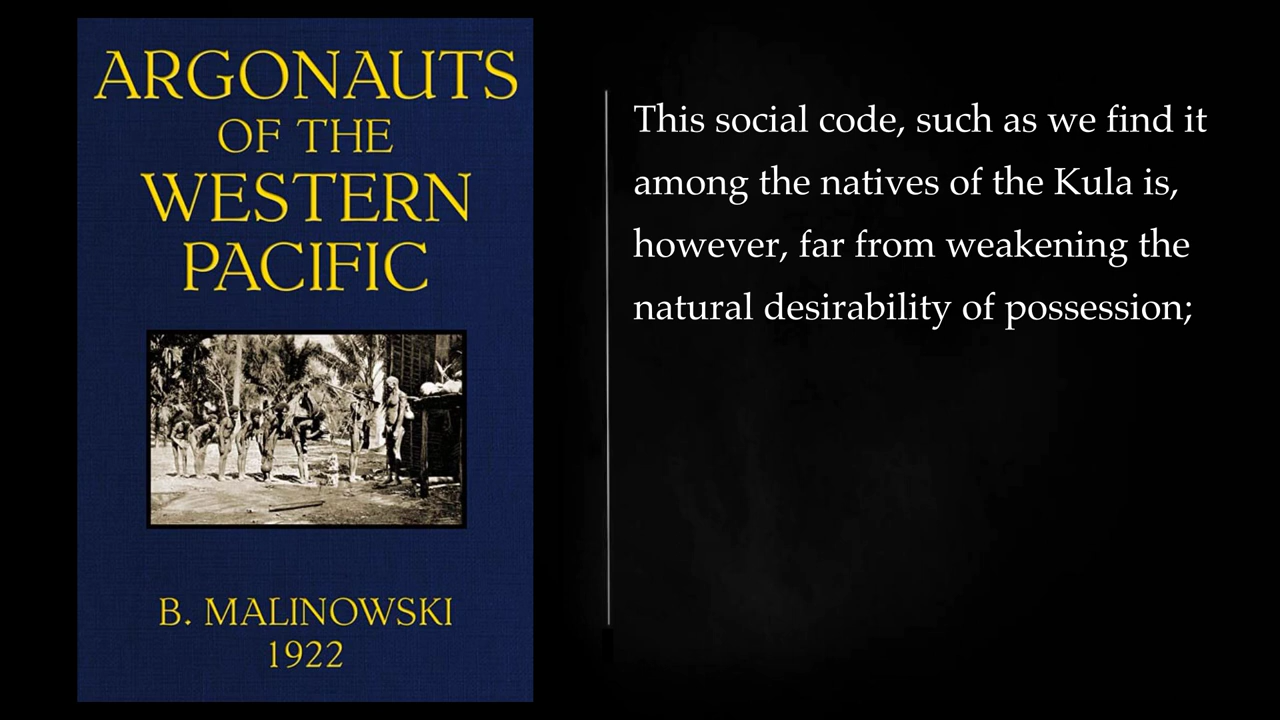 ARGONAUTS
OF THE
WESTERN
PACIFIC
B. MALINOWSKI
1922
This social code, such as we find it
among the natives of the Kula is,
however, far from weakening the
natural desirability of possession;